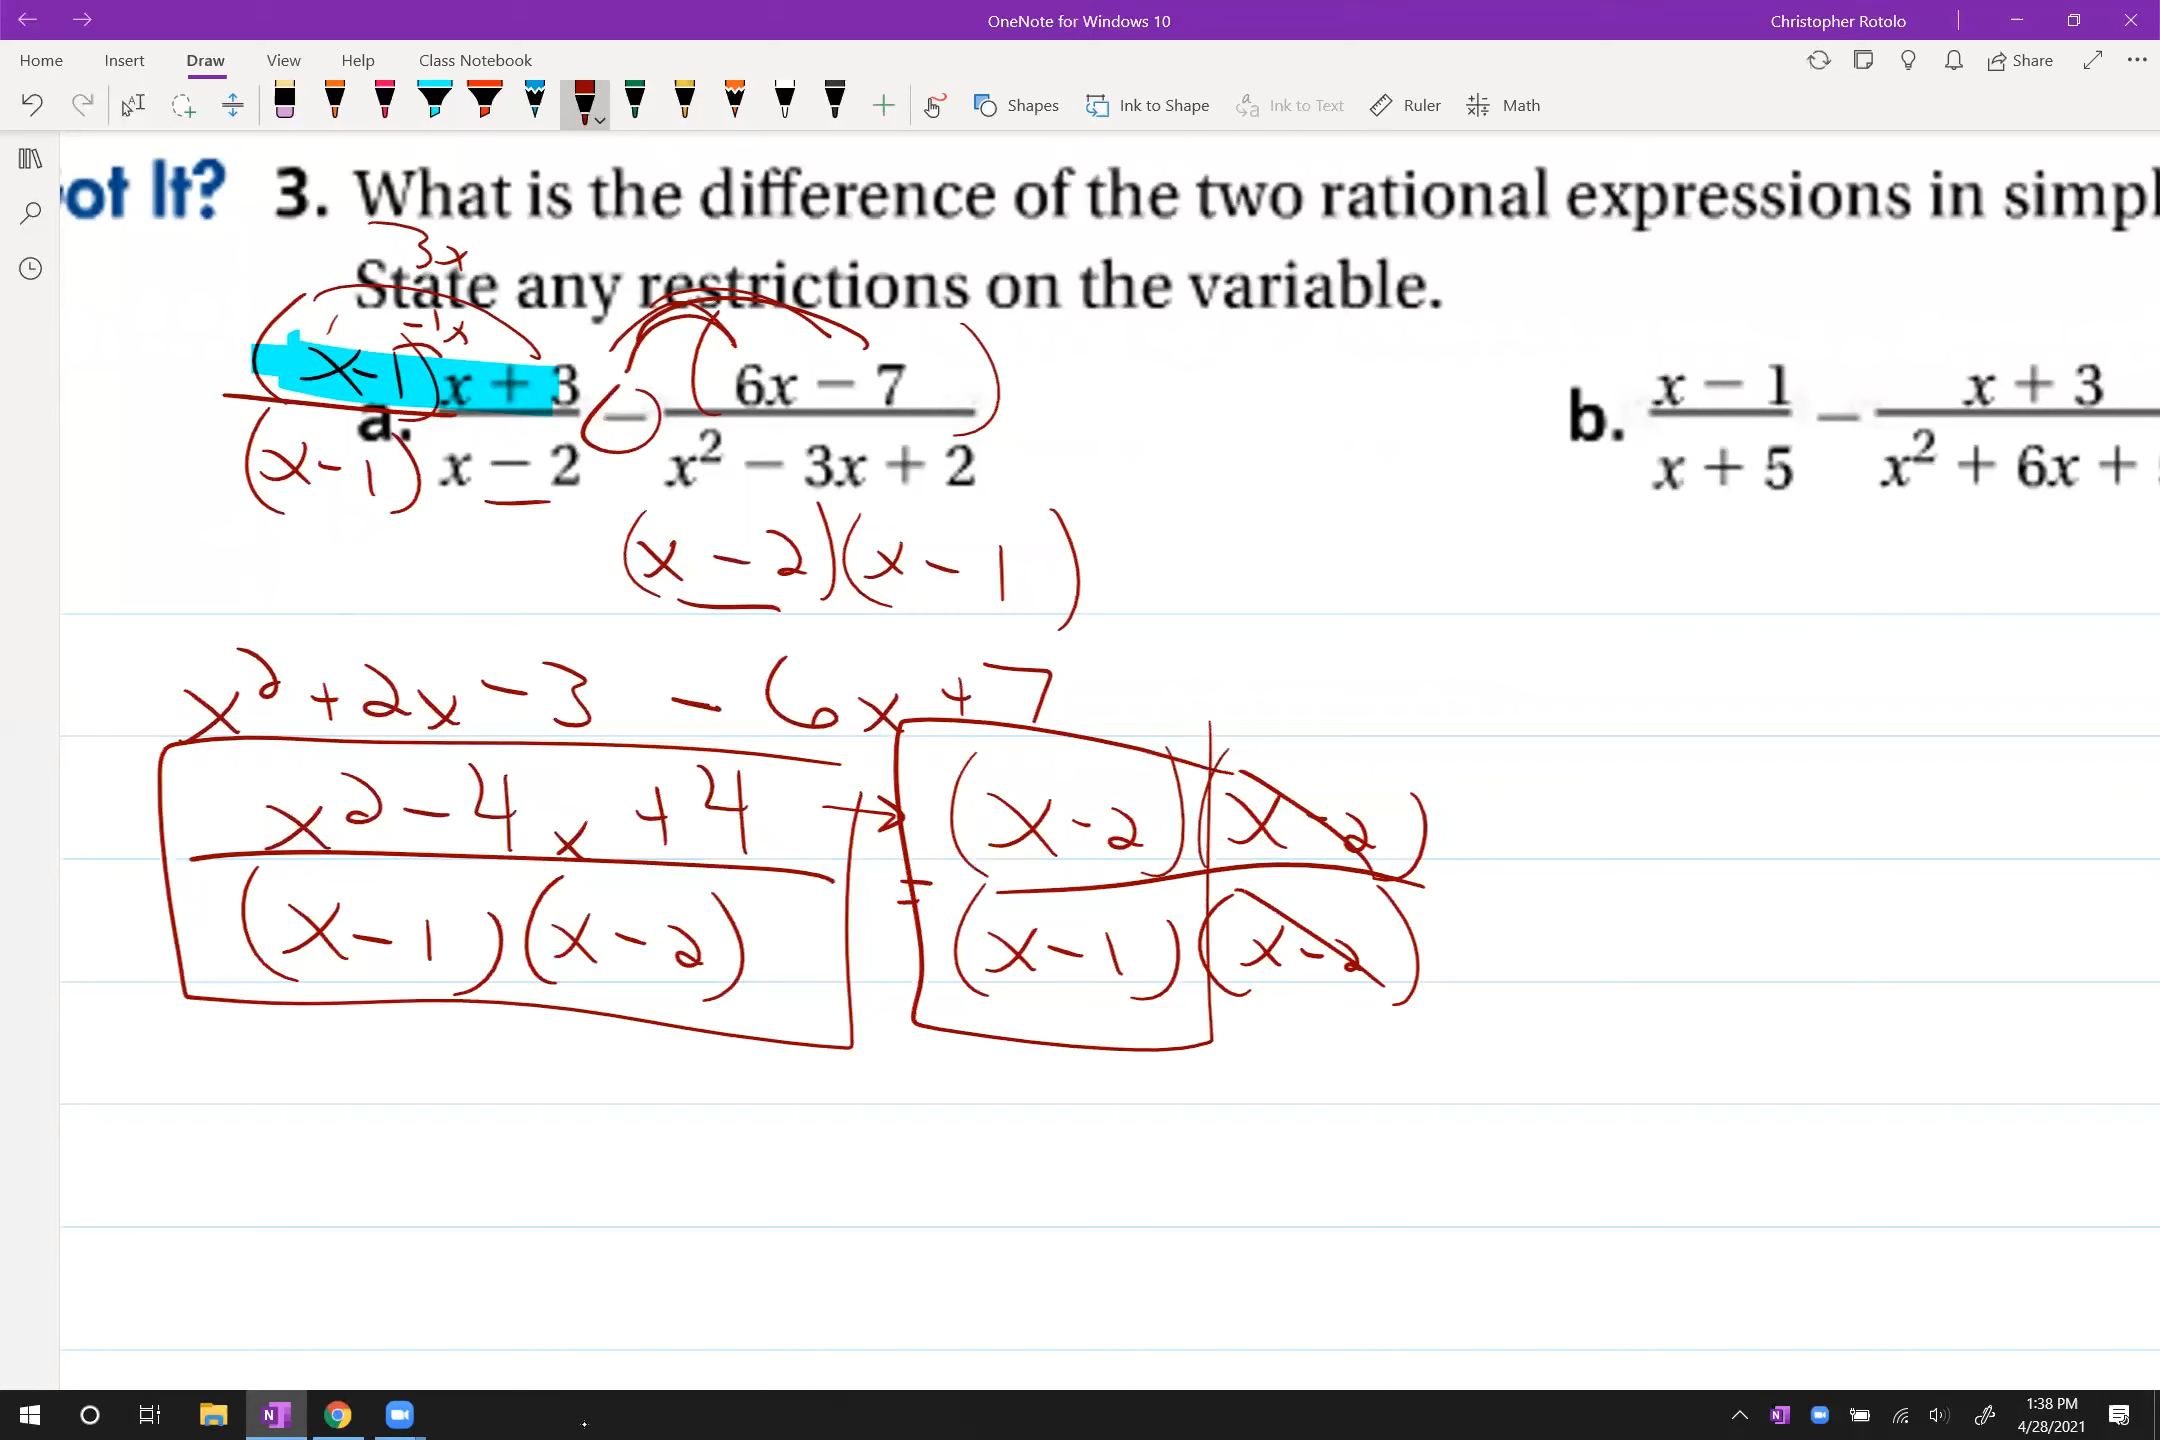 OneNote for Windows 10
Christopher Rotolo
Home Insert Draw View Help Class Notebook
Share
Shapes Ink to Shape Ink to Text Ruler Math
ot It? 3. What is the difference of the two rational expressions in simpl
3x
State any restrictions on the variable.
-1x
(x-1) x + 3 − (6x − 7)
a.
(x-1) x − 2 x² − 3x + 2
b. x − 1 − x + 3
x + 5 x² + 6x +
(x - 2)(x - 1)
x² + 2x - 3 - 6x + 7
x² - 4x + 4 → (x-2)(x-2)
=
(x-1)(x-2) (x-1)(x-2)
1:38 PM
4/28/2021